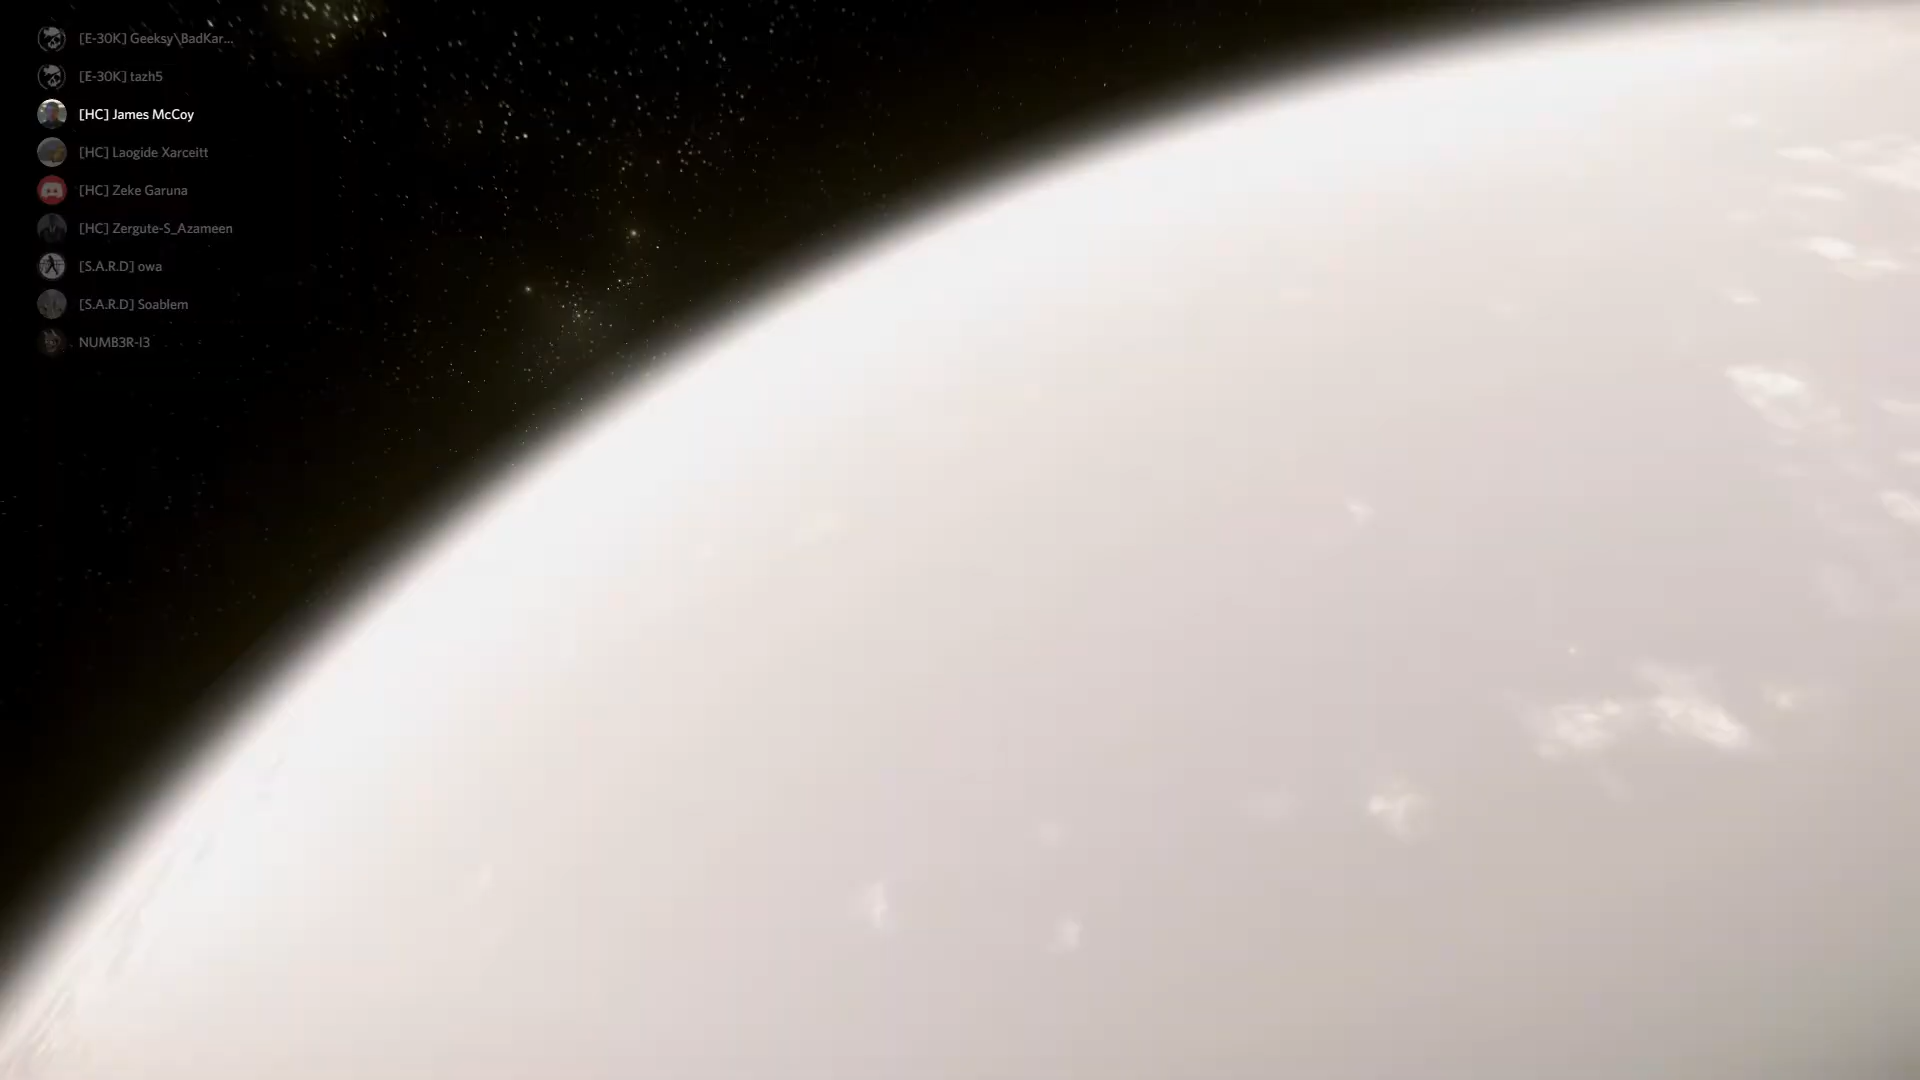 [E-30K] Geeksy\BadKar...
[E-30K] tazh5
[HC] James McCoy
[HC] Laogide Xarceitt
[HC] Zeke Garuna
[HC] Zergute-S_Azameen
[S.A.R.D] owa
[S.A.R.D] Soablem
NUMB3R-I3